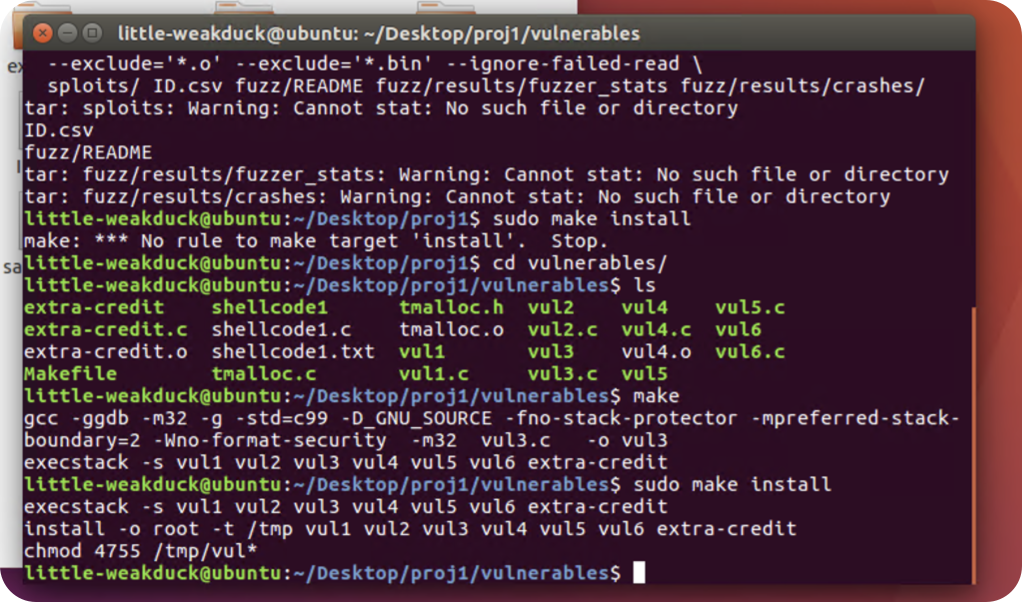 little-weakduck@ubuntu: ~/Desktop/proj1/vulnerables
--exclude='*.o' --exclude='*.bin' --ignore-failed-read \
sploits/ ID.csv fuzz/README fuzz/results/fuzzer_stats fuzz/results/crashes/
tar: sploits: Warning: Cannot stat: No such file or directory
ID.csv
fuzz/README
tar: fuzz/results/fuzzer_stats: Warning: Cannot stat: No such file or directory
tar: fuzz/results/crashes: Warning: Cannot stat: No such file or directory
little-weakduck@ubuntu:~/Desktop/proj1$ sudo make install
make: *** No rule to make target 'install'.  Stop.
little-weakduck@ubuntu:~/Desktop/proj1$ cd vulnerables/
little-weakduck@ubuntu:~/Desktop/proj1/vulnerables$ ls
extra-credit    shellcode1      tmalloc.h  vul2    vul4    vul5.c
extra-credit.c  shellcode1.c    tmalloc.o  vul2.c  vul4.c  vul6
extra-credit.o  shellcode1.txt  vul1       vul3    vul4.o  vul6.c
Makefile        tmalloc.c       vul1.c     vul3.c  vul5
little-weakduck@ubuntu:~/Desktop/proj1/vulnerables$ make
gcc -ggdb -m32 -g -std=c99 -D_GNU_SOURCE -fno-stack-protector -mpreferred-stack-
boundary=2 -Wno-format-security  -m32  vul3.c   -o vul3
execstack -s vul1 vul2 vul3 vul4 vul5 vul6 extra-credit
little-weakduck@ubuntu:~/Desktop/proj1/vulnerables$ sudo make install
execstack -s vul1 vul2 vul3 vul4 vul5 vul6 extra-credit
install -o root -t /tmp vul1 vul2 vul3 vul4 vul5 vul6 extra-credit
chmod 4755 /tmp/vul*
little-weakduck@ubuntu:~/Desktop/proj1/vulnerables$